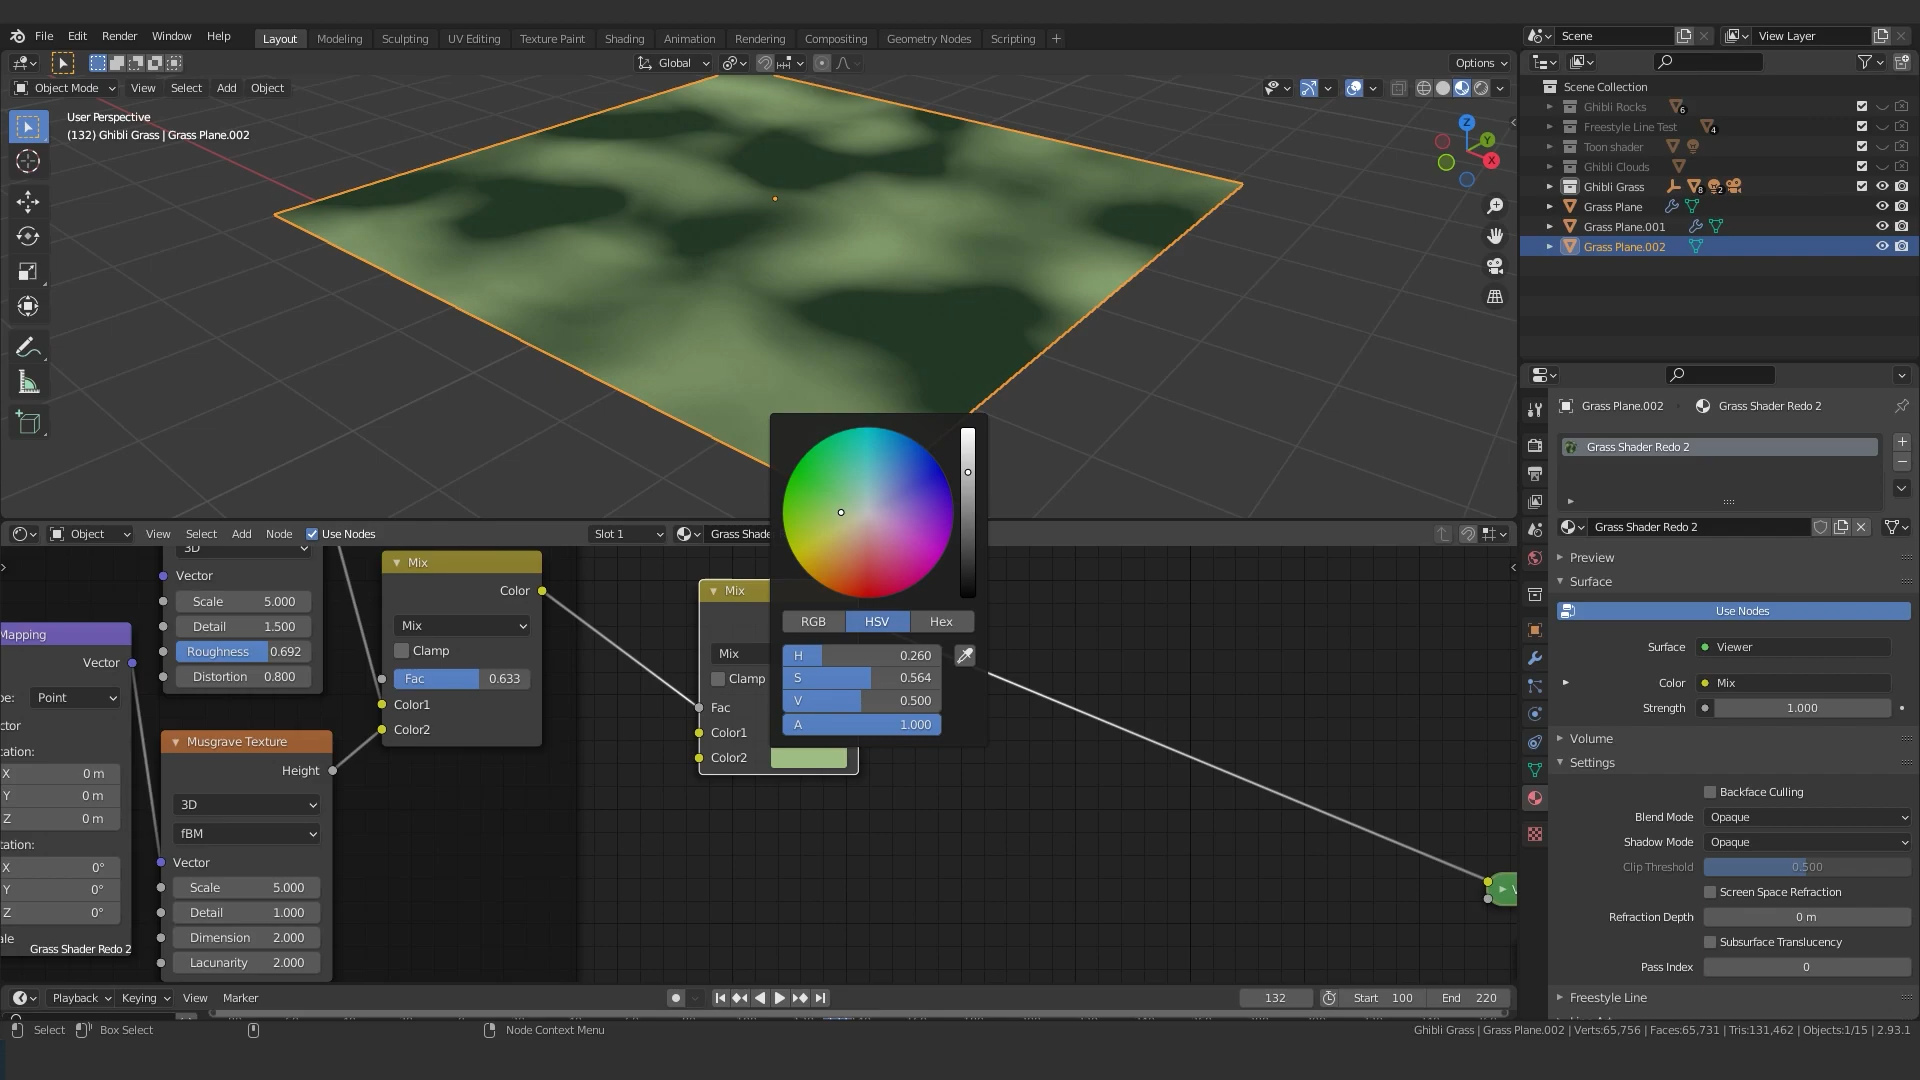 File Edit Render Window Help Layout Modeling Sculpting UV Editing Texture Paint Shading Animation Rendering Compositing Geometry Nodes Scripting + Scene View Layer
Global Options
Object Mode View Select Add Object
User Perspective
(132) Ghibli Grass | Grass Plane.002
Z
Y
X
Scene Collection
Ghibli Rocks 6
Freestyle Line Test 4
Toon shader
Ghibli Clouds
Ghibli Grass 8 2
Grass Plane
Grass Plane.001
Grass Plane.002
Grass Plane.002 Grass Shader Redo 2
Grass Shader Redo 2
Grass Shader Redo 2
Preview
Surface
Use Nodes
Surface Viewer
Color Mix
Strength 1.000
Volume
Settings
Backface Culling
Blend Mode Opaque
Shadow Mode Opaque
Clip Threshold 0.500
Screen Space Refraction
Refraction Depth 0 m
Subsurface Translucency
Pass Index 0
Freestyle Line
Object View Select Add Node Use Nodes Slot 1 Grass Shade
3D
Vector
Scale 5.000
Detail 1.500
Roughness 0.692
Distortion 0.800
Mapping
Vector
pe: Point
ctor
ation:
X 0 m
Y 0 m
Z 0 m
tation:
X 0°
Y 0°
Z 0°
ale
Grass Shader Redo 2
Musgrave Texture
Height
3D
fBM
Vector
Scale 5.000
Detail 1.000
Dimension 2.000
Lacunarity 2.000
Mix
Color
Mix
Clamp
Fac 0.633
Color1
Color2
Mix
Mix
Clamp
Fac
Color1
Color2
RGB HSV Hex
H 0.260
S 0.564
V 0.500
A 1.000
Playback Keying View Marker 132 Start 100 End 220
Select Box Select Node Context Menu Ghibli Grass | Grass Plane.002 | Verts:65,756 | Faces:65,731 | Tris:131,462 | Objects:1/15 | 2.93.1